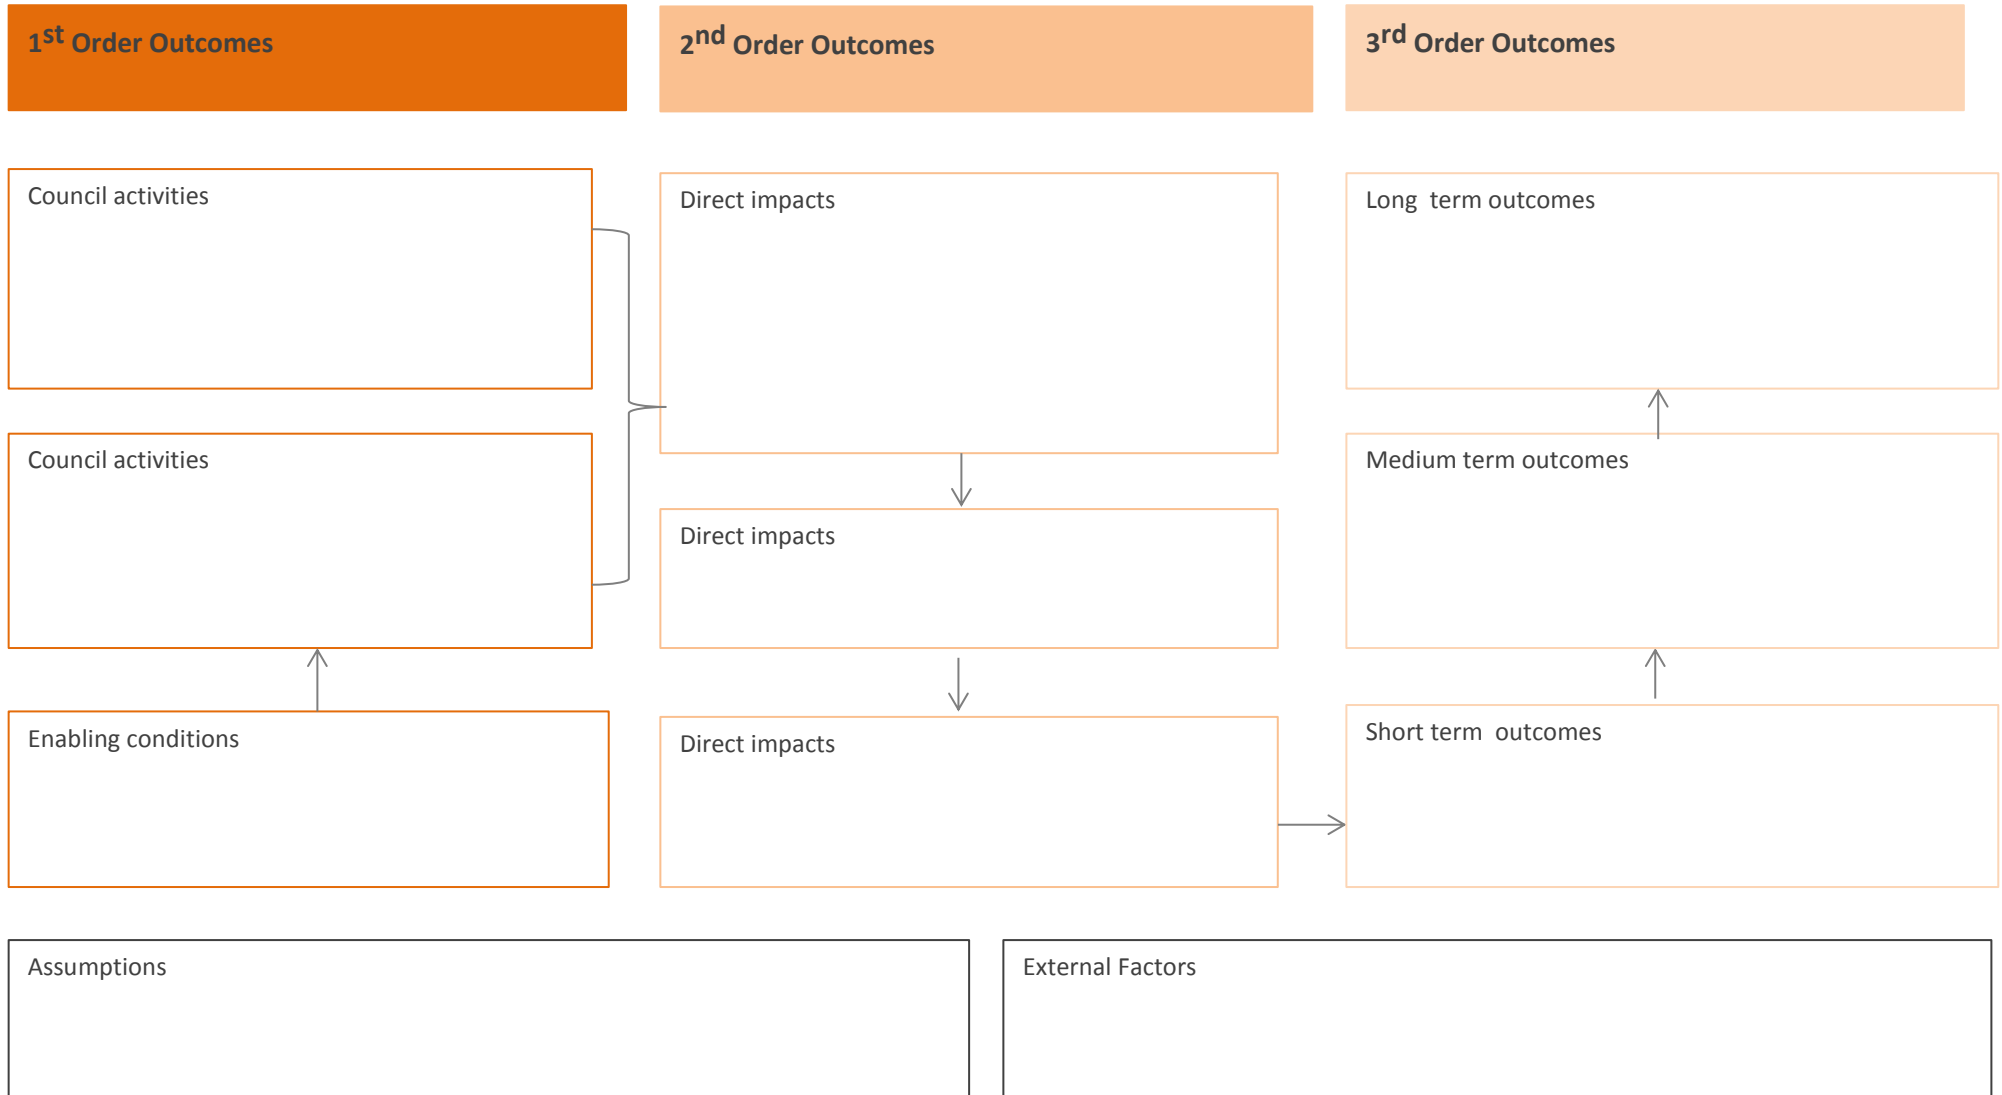 1st Order Outcomes
2nd Order Outcomes
3rd Order Outcomes
Council activities
Council activities
Enabling conditions
Direct impacts
Direct impacts
Direct impacts
Long  term outcomes
Medium term outcomes
Short term  outcomes
Assumptions
External Factors